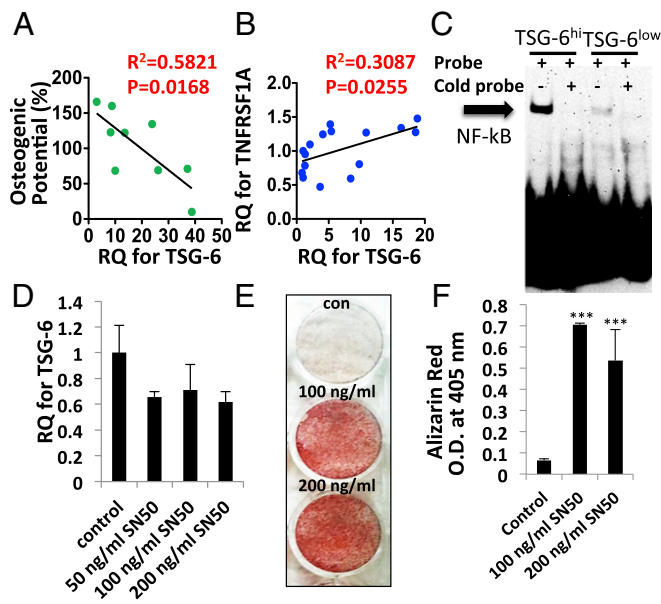 A
R²=0.5821
P=0.0168
Osteogenic
Potential (%)
200
150
100
50
0
0 10 20 30 40 50
RQ for TSG-6
B
R²=0.3087
P=0.0255
RQ for TNFRSF1A
2.0
1.5
1.0
0.5
0.0
0 5 10 15 20
RQ for TSG-6
C
TSG-6hi TSG-6low
Probe + + + +
Cold probe - + - +
NF-kB
D
RQ for TSG-6
1.4
1.2
1
0.8
0.6
0.4
0.2
0
control
50 ng/ml SN50
100 ng/ml SN50
200 ng/ml SN50
E
con
100 ng/ml
200 ng/ml
F
Alizarin Red
O.D. at 405 nm
0.8
0.7
0.6
0.5
0.4
0.3
0.2
0.1
0
***
***
Control
100 ng/ml SN50
200 ng/ml SN50